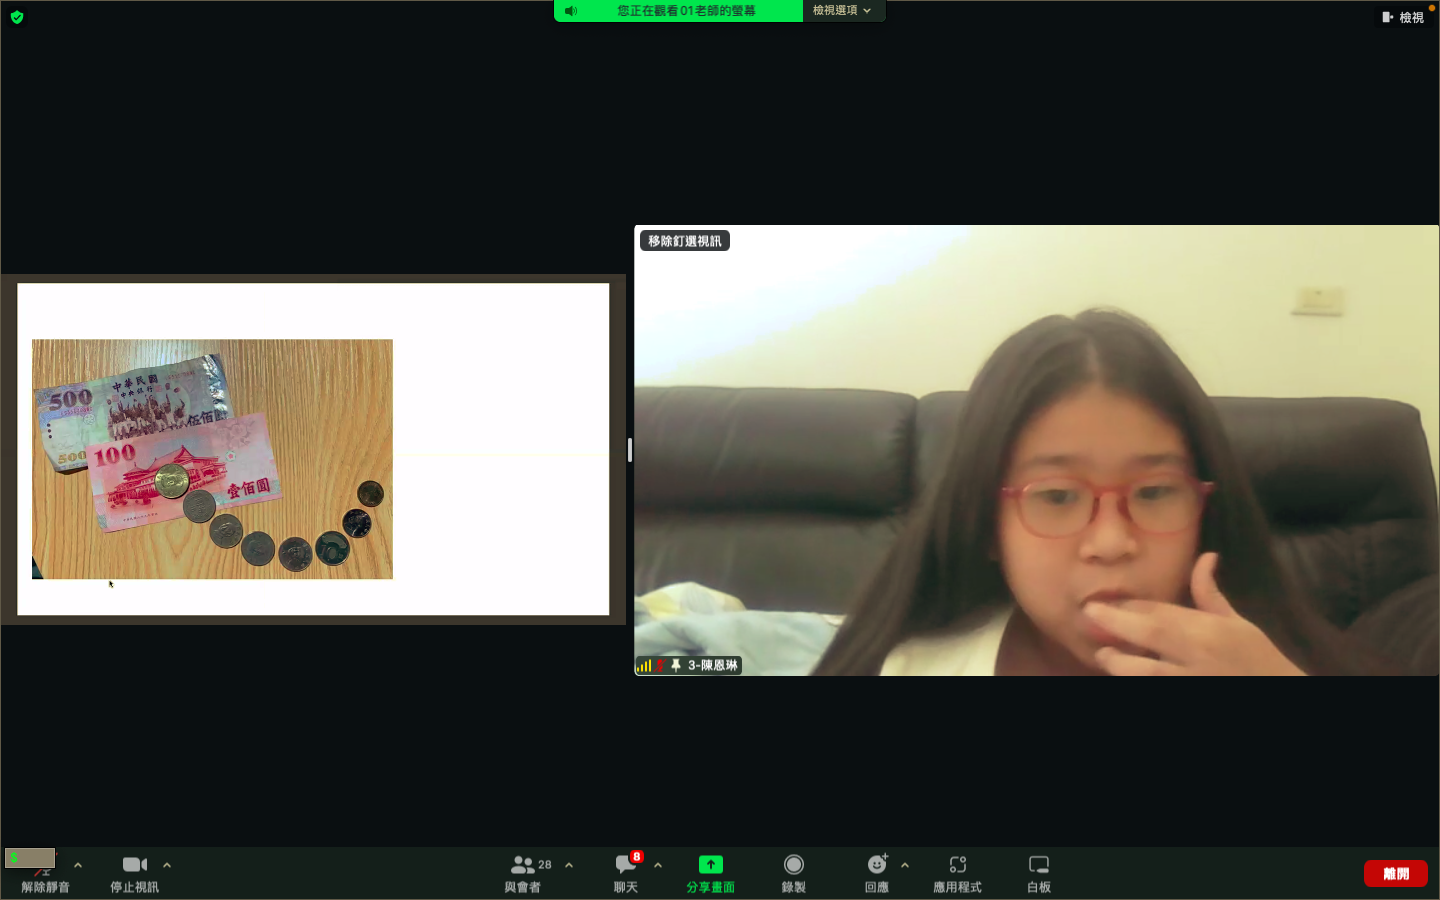 您正在觀看01老師的螢幕
檢視選項
檢視
移除釘選視訊
500
中華民國
中央銀行
伍佰圓
500
100
壹佰圓
3-陳恩琳
$
解除靜音
停止視訊
28
與會者
8
聊天
分享畫面
錄製
回應
應用程式
白板
離開